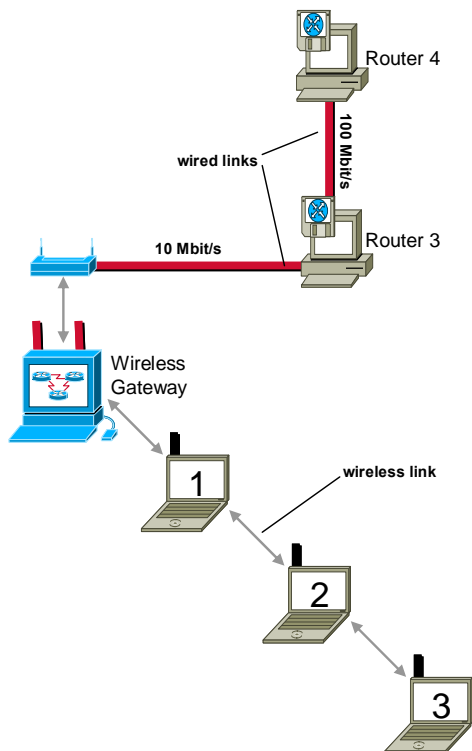 Router 4
100 Mbit/s
wired links
Router 3
10 Mbit/s
Wireless
Gateway
1
wireless link
2
3